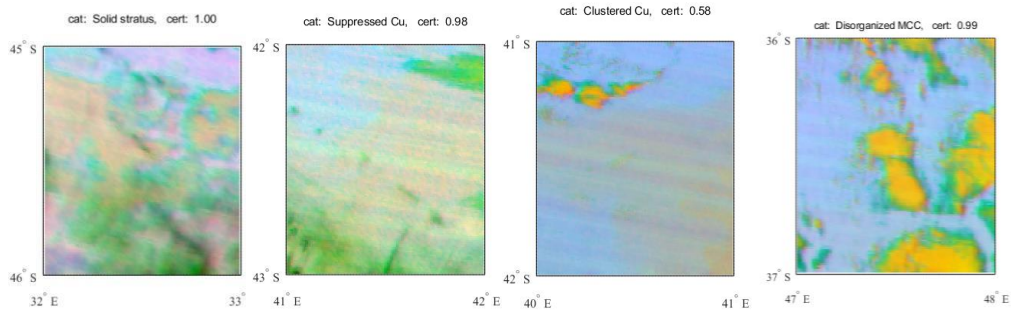 cat: Solid stratus, cert: 1.00
45° S
46° S
32° E
33°
cat: Suppressed Cu, cert: 0.98
42° S
43° S
41° E
42° E
cat: Clustered Cu, cert: 0.58
41° S
42° S
40° E
41° E
cat: Disorganized MCC, cert: 0.99
36° S
37° S
47° E
48° E